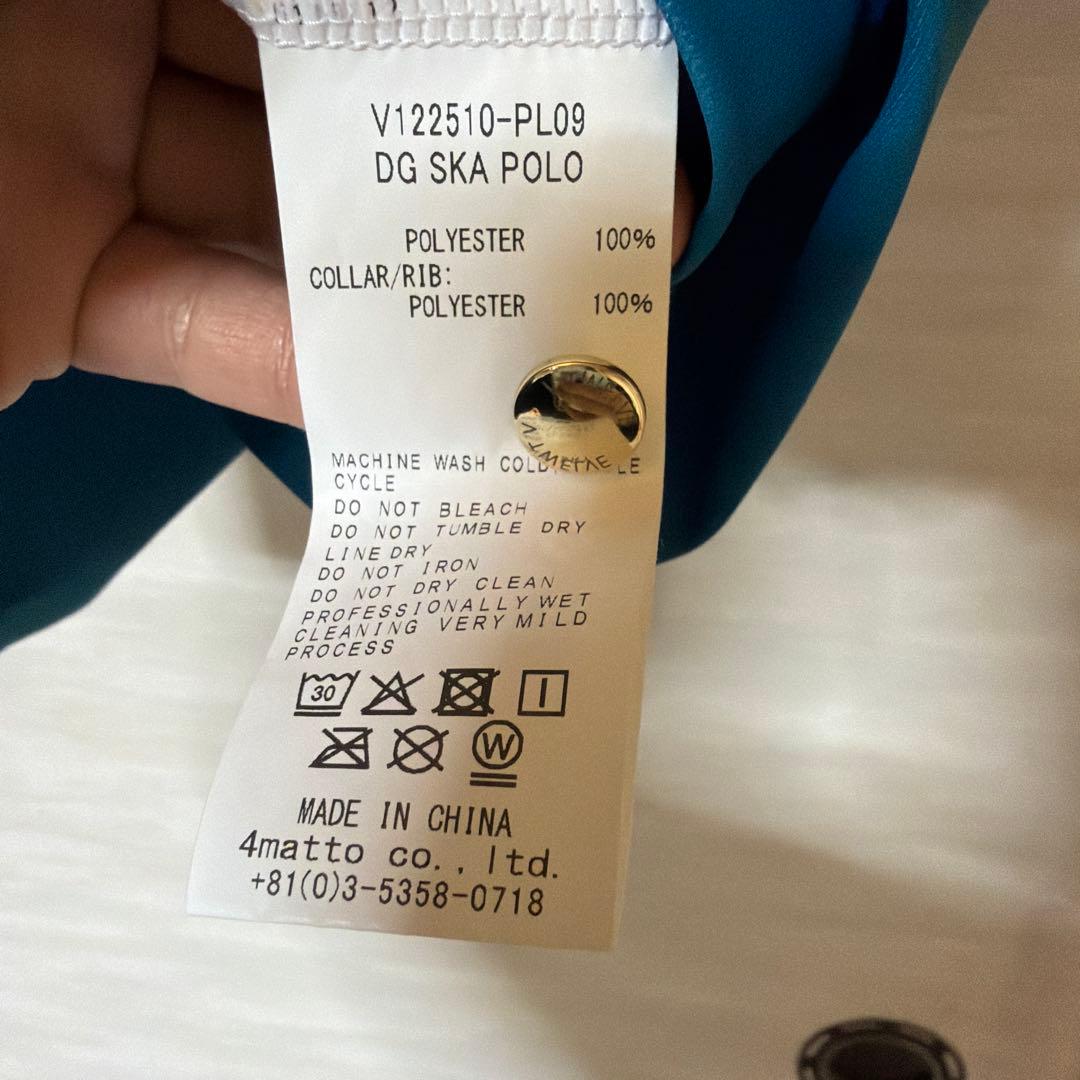 V122510-PL09
DG SKA POLO
POLYESTER 100%
COLLAR/RIB:
POLYESTER 100%
MACHINE WASH COLD
CYCLE
DO NOT BLEACH
DO NOT TUMBLE DRY
LINE DRY
DO NOT IRON
DO NOT DRY CLEAN
PROFESSIONALLY WET
CLEANING VERY MILD
PROCESS
30
W
MADE IN CHINA
4matto co., ltd.
+81(0)3-5358-0718